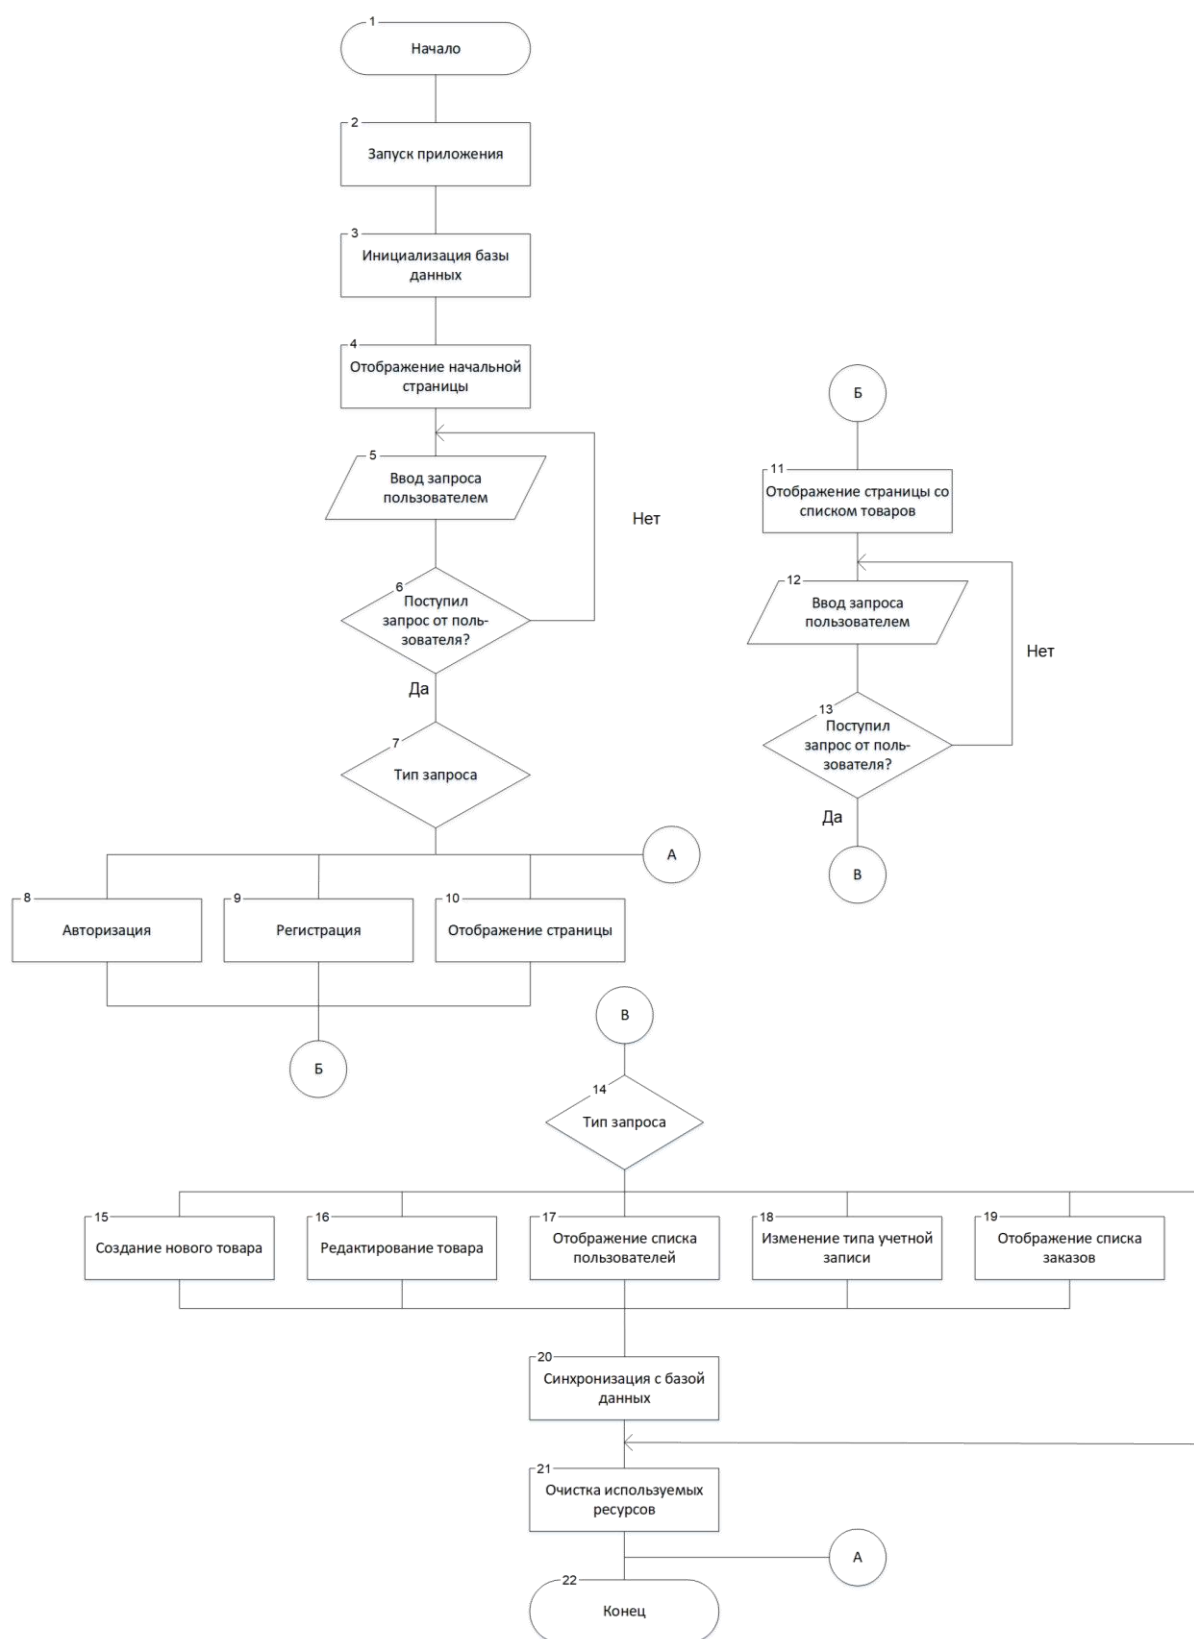 1
Начало
2
Запуск приложения
3
Инициализация базы
данных
4
Отображение начальной
страницы
5
Ввод запроса
пользователем
Нет
6
Поступил
запрос от поль-
зователя?
Да
7
Тип запроса
А
8
Авторизация
9
Регистрация
10
Отображение страницы
Б
Б
11
Отображение страницы со
списком товаров
12
Ввод запроса
пользователем
Нет
13
Поступил
запрос от поль-
зователя?
Да
В
В
14
Тип запроса
15
Создание нового товара
16
Редактирование товара
17
Отображение списка
пользователей
18
Изменение типа учетной
записи
19
Отображение списка
заказов
20
Синхронизация с базой
данных
21
Очистка используемых
ресурсов
А
22
Конец